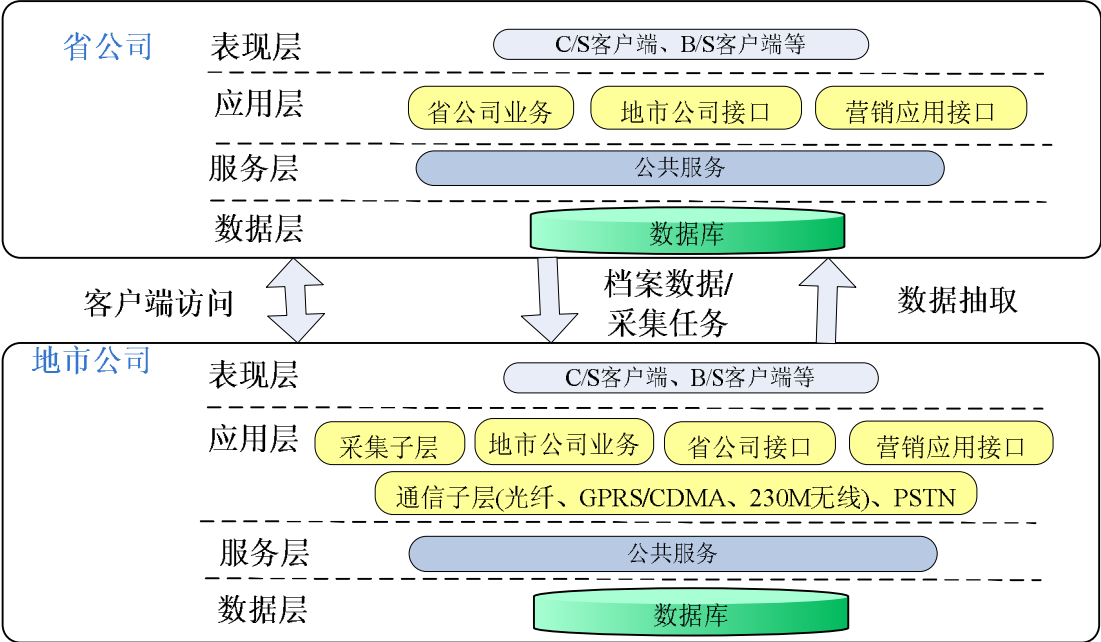 省公司
表现层
C/S客户端、B/S客户端等
应用层
省公司业务
地市公司接口
营销应用接口
服务层
公共服务
数据层
数据库
客户端访问
档案数据/
采集任务
数据抽取
地市公司
表现层
C/S客户端、B/S客户端等
应用层
采集子层
地市公司业务
省公司接口
营销应用接口
通信子层(光纤、GPRS/CDMA、230M无线)、PSTN
服务层
公共服务
数据层
数据库